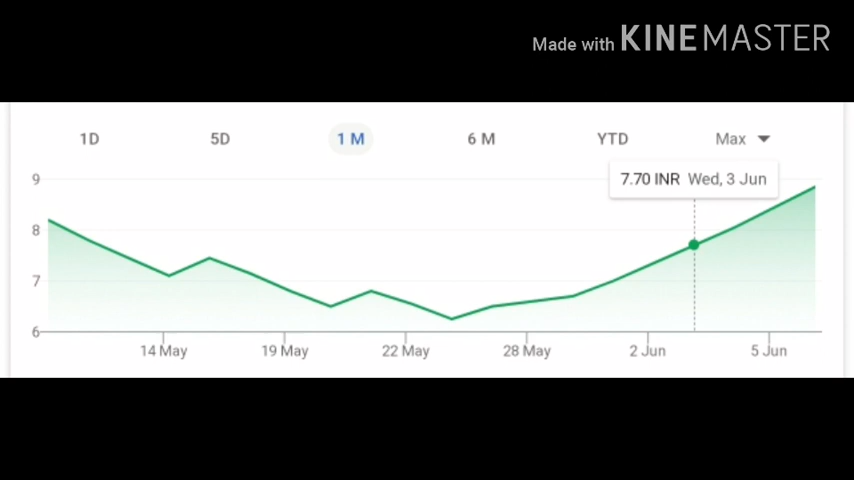 Made with KINEMASTER
1D 5D 1 M 6 M YTD Max
7.70 INR Wed, 3 Jun
9
8
7
6
14 May 19 May 22 May 28 May 2 Jun 5 Jun